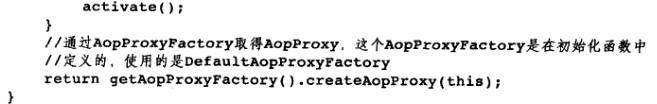 activate();
}
//通过AopProxyFactory取得AopProxy，这个AopProxyFactory是在初始化函数中
//定义的，使用的是DefaultAopProxyFactory
return getAopProxyFactory().createAopProxy(this);
}